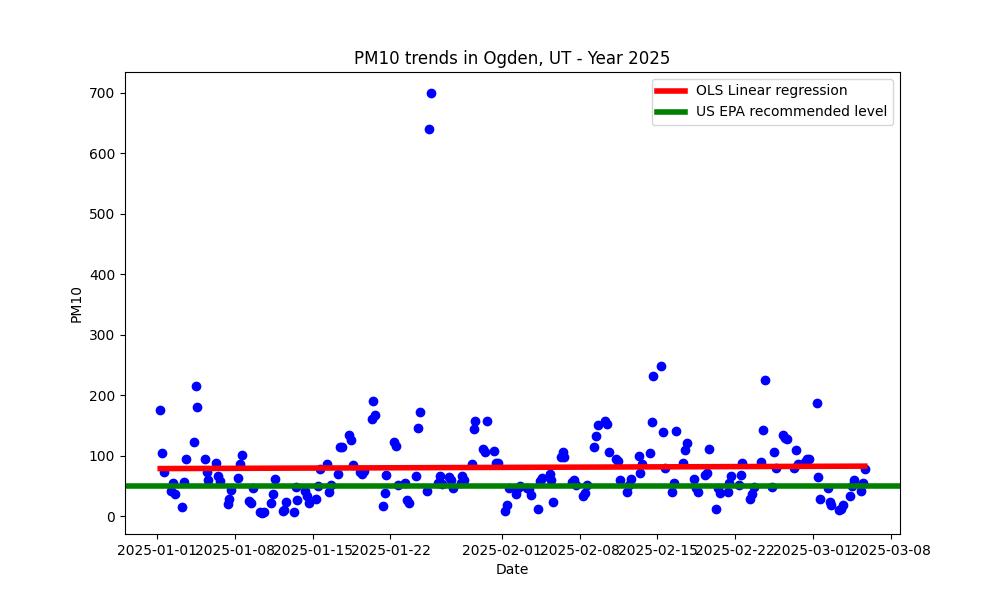 PM10 trends in Ogden, UT - Year 2025
OLS Linear regression
US EPA recommended level
700
600
500
400
300
200
100
0
PM10
2025-01-01 2025-01-08 2025-01-15 2025-01-22 2025-02-01 2025-02-08 2025-02-15 2025-02-22 2025-03-01 2025-03-08
Date